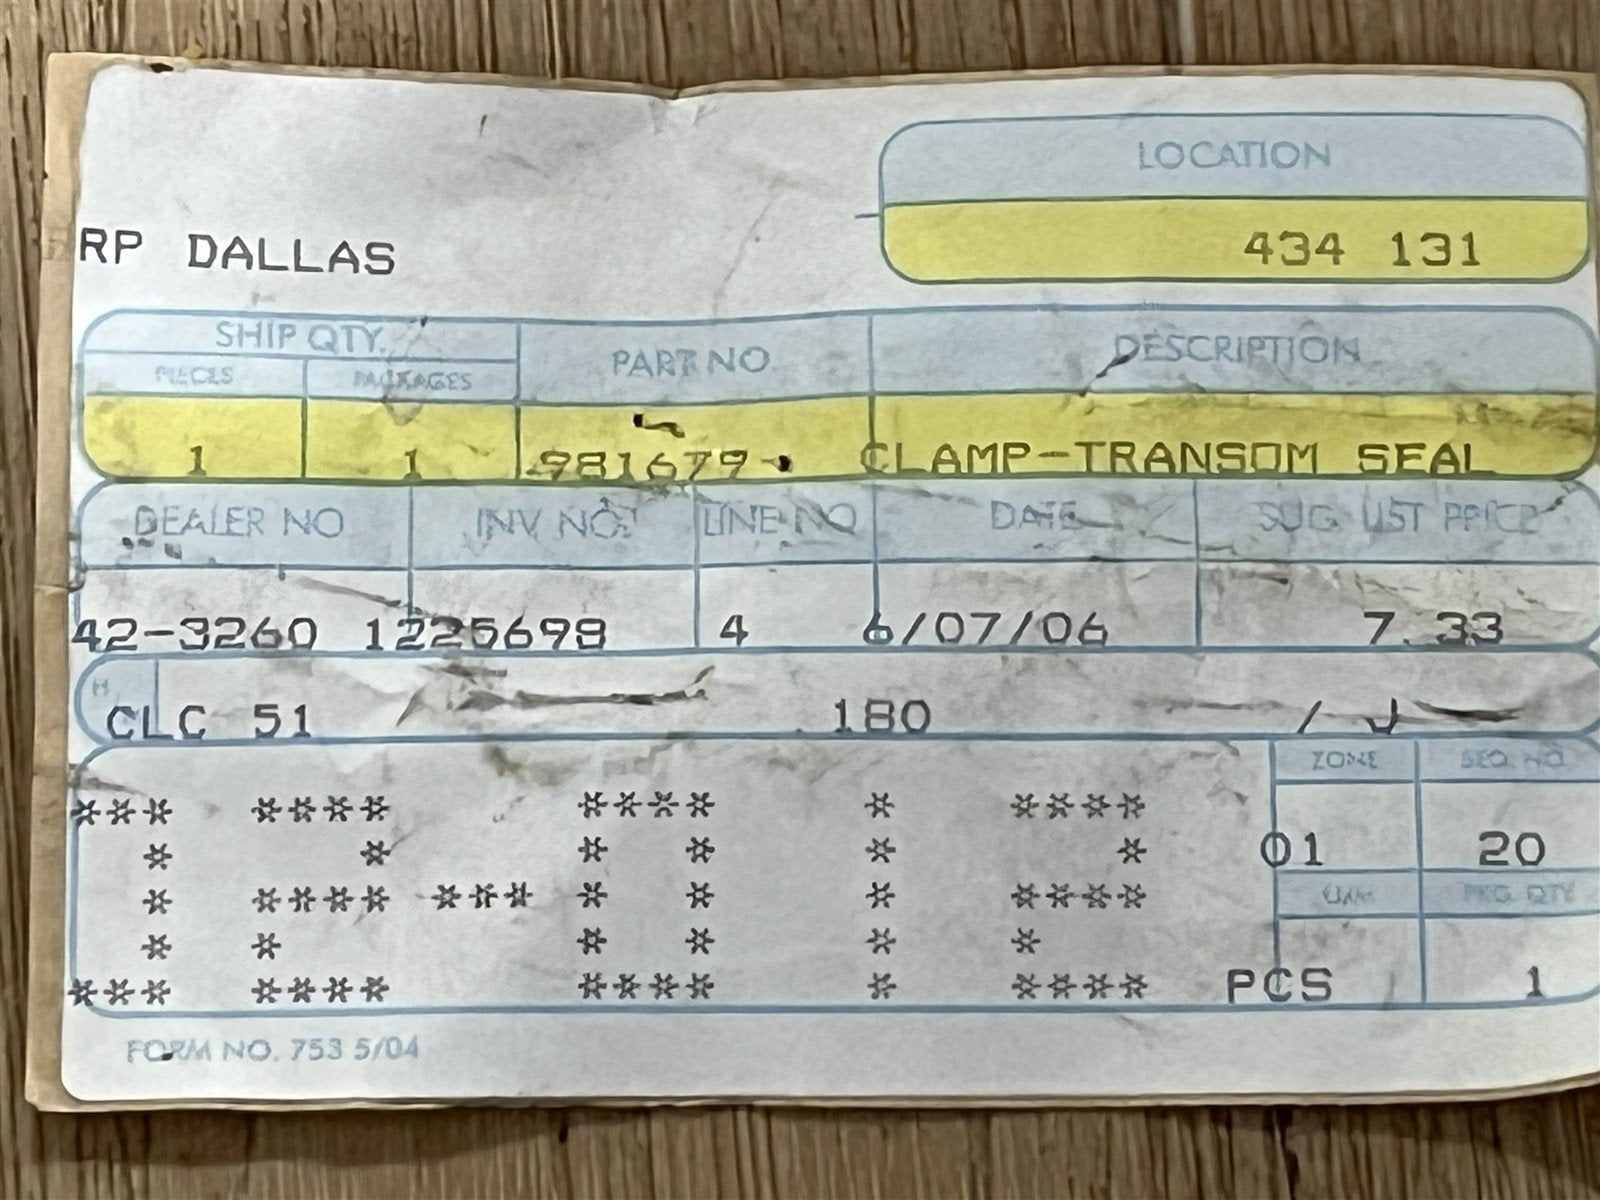 LOCATION
434 131
RP DALLAS
SHIP QTY. PART NO. DESCRIPTION
PIECES PACKAGES
1 1 981679 CLAMP-TRANSOM SEAL
DEALER NO INV. NO. LINE NO DATE SUG. LIST PRICE
42-3260 1225698 4 6/07/06 7.33
CLC 51 .180 / J
ZONE SEQ. NO.
*** **** **** * ****
* * * * * *
01 20
* **** *** * * * ****
PKG. QTY
* * * * * *
*** **** **** * ****
PCS 1
FORM NO. 753 5/04